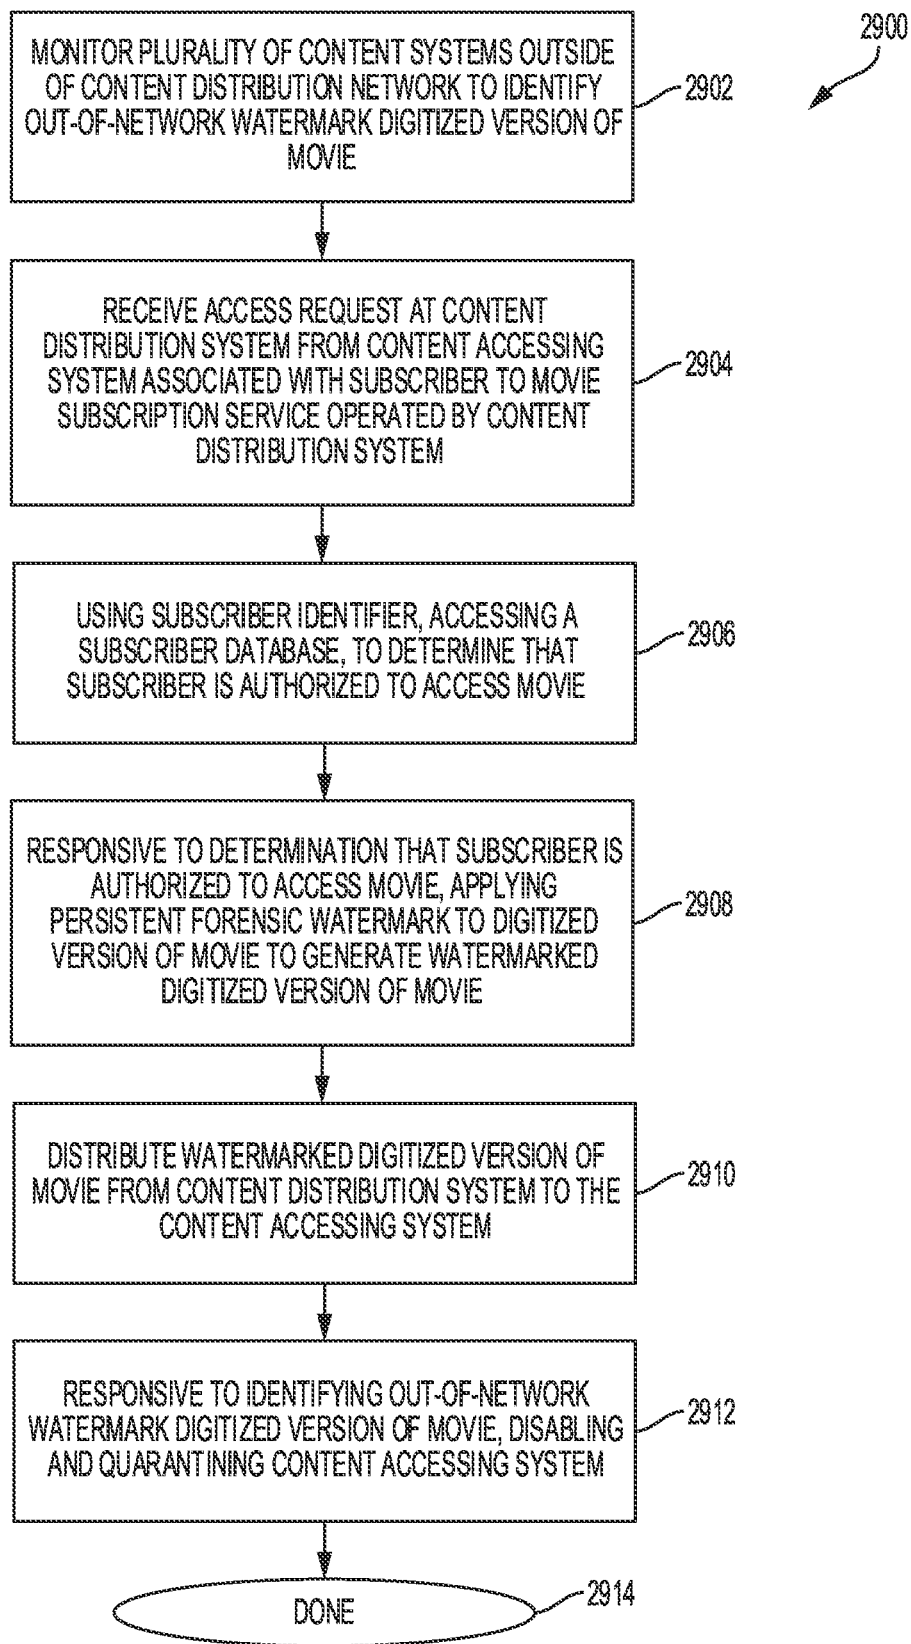 2900
MONITOR PLURALITY OF CONTENT SYSTEMS OUTSIDE
OF CONTENT DISTRIBUTION NETWORK TO IDENTIFY
OUT-OF-NETWORK WATERMARK DIGITIZED VERSION OF
MOVIE
2902
RECEIVE ACCESS REQUEST AT CONTENT
DISTRIBUTION SYSTEM FROM CONTENT ACCESSING
SYSTEM ASSOCIATED WITH SUBSCRIBER TO MOVIE
SUBSCRIPTION SERVICE OPERATED BY CONTENT
DISTRIBUTION SYSTEM
2904
USING SUBSCRIBER IDENTIFIER, ACCESSING A
SUBSCRIBER DATABASE, TO DETERMINE THAT
SUBSCRIBER IS AUTHORIZED TO ACCESS MOVIE
2906
RESPONSIVE TO DETERMINATION THAT SUBSCRIBER IS
AUTHORIZED TO ACCESS MOVIE, APPLYING
PERSISTENT FORENSIC WATERMARK TO DIGITIZED
VERSION OF MOVIE TO GENERATE WATERMARKED
DIGITIZED VERSION OF MOVIE
2908
DISTRIBUTE WATERMARKED DIGITIZED VERSION OF
MOVIE FROM CONTENT DISTRIBUTION SYSTEM TO THE
CONTENT ACCESSING SYSTEM
2910
RESPONSIVE TO IDENTIFYING OUT-OF-NETWORK
WATERMARK DIGITIZED VERSION OF MOVIE, DISABLING
AND QUARANTINING CONTENT ACCESSING SYSTEM
2912
DONE
2914